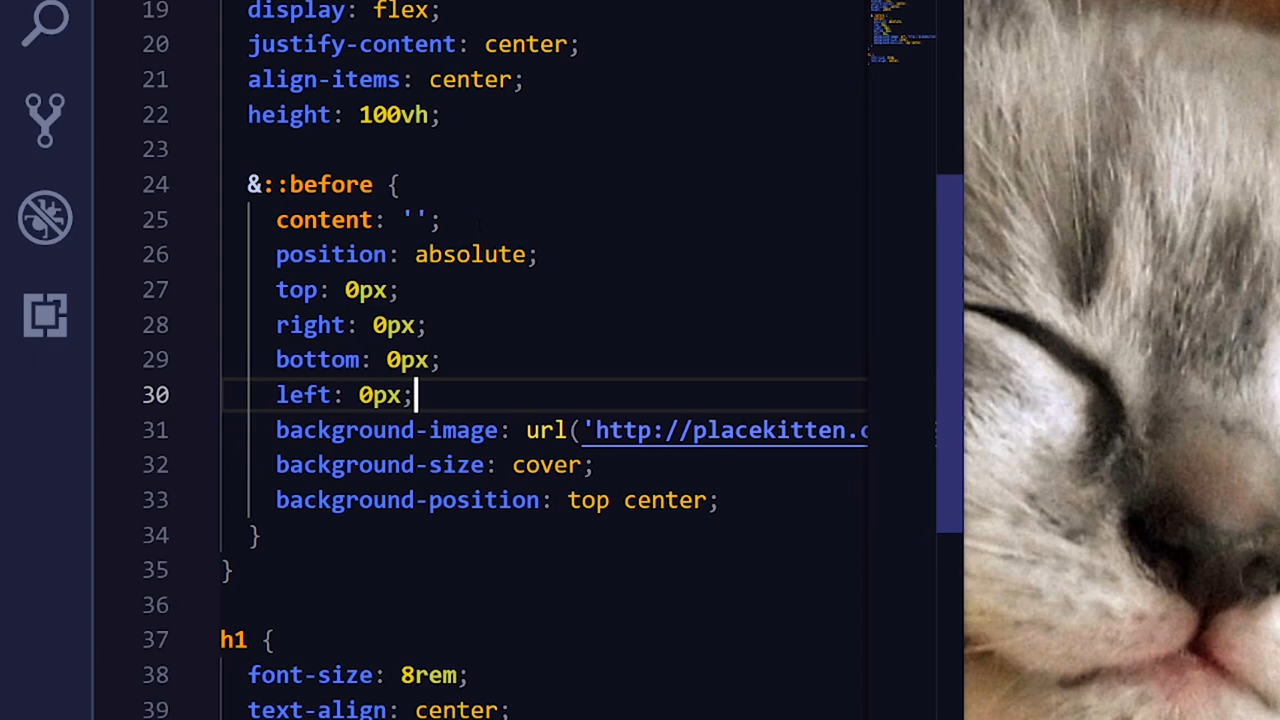 19 display: flex;
20 justify-content: center;
21 align-items: center;
22 height: 100vh;
23
24 &::before {
25 content: '';
26 position: absolute;
27 top: 0px;
28 right: 0px;
29 bottom: 0px;
30 left: 0px;
31 background-image: url('http://placekitten.c
32 background-size: cover;
33 background-position: top center;
34 }
35 }
36
37 h1 {
38 font-size: 8rem;
39 text-align: center;